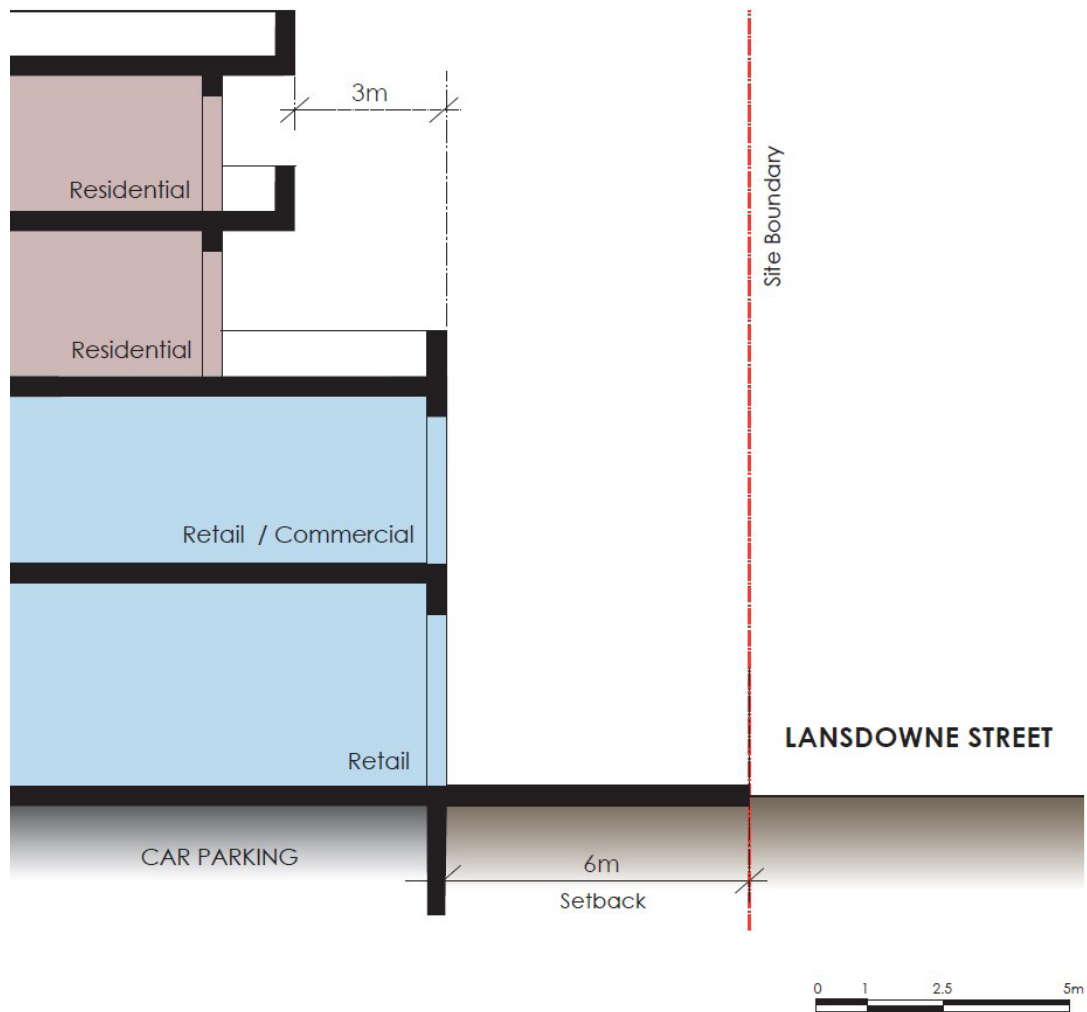 3m
Residential
Site Boundary
Residential
Retail / Commercial
LANSDOWNE STREET
Retail
CAR PARKING
6m
Setback
0 1 2.5 5m